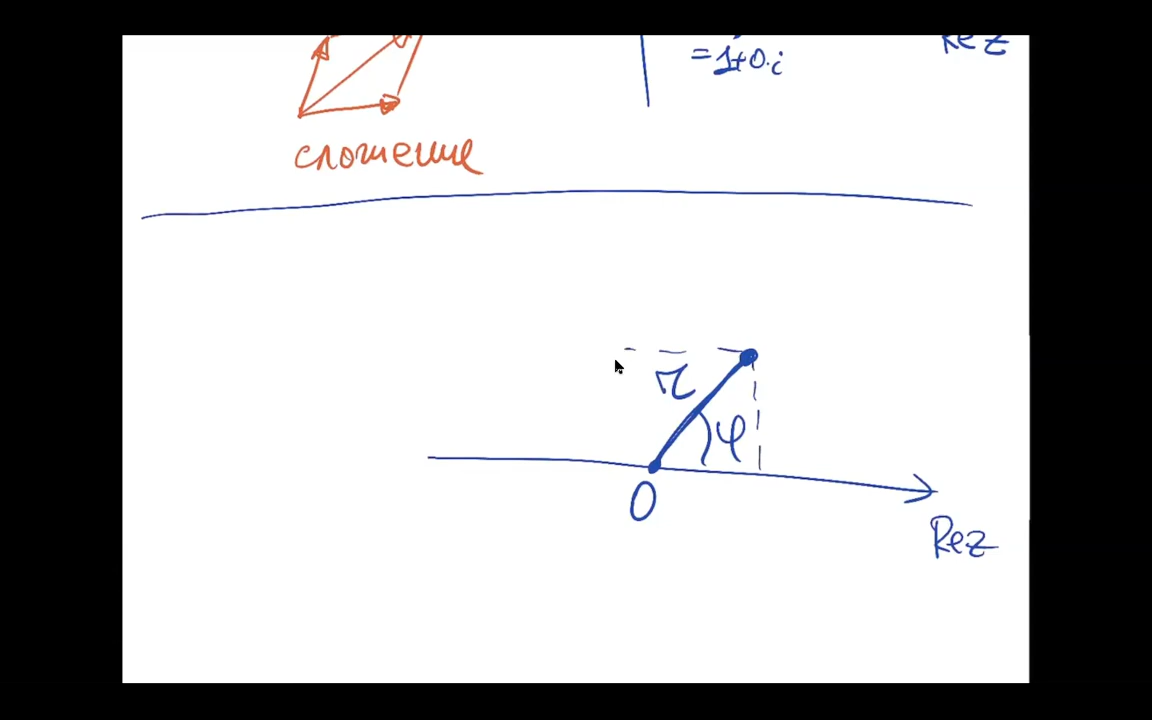 = 1+0·i
Re z
сложение
r
φ
0
Re z